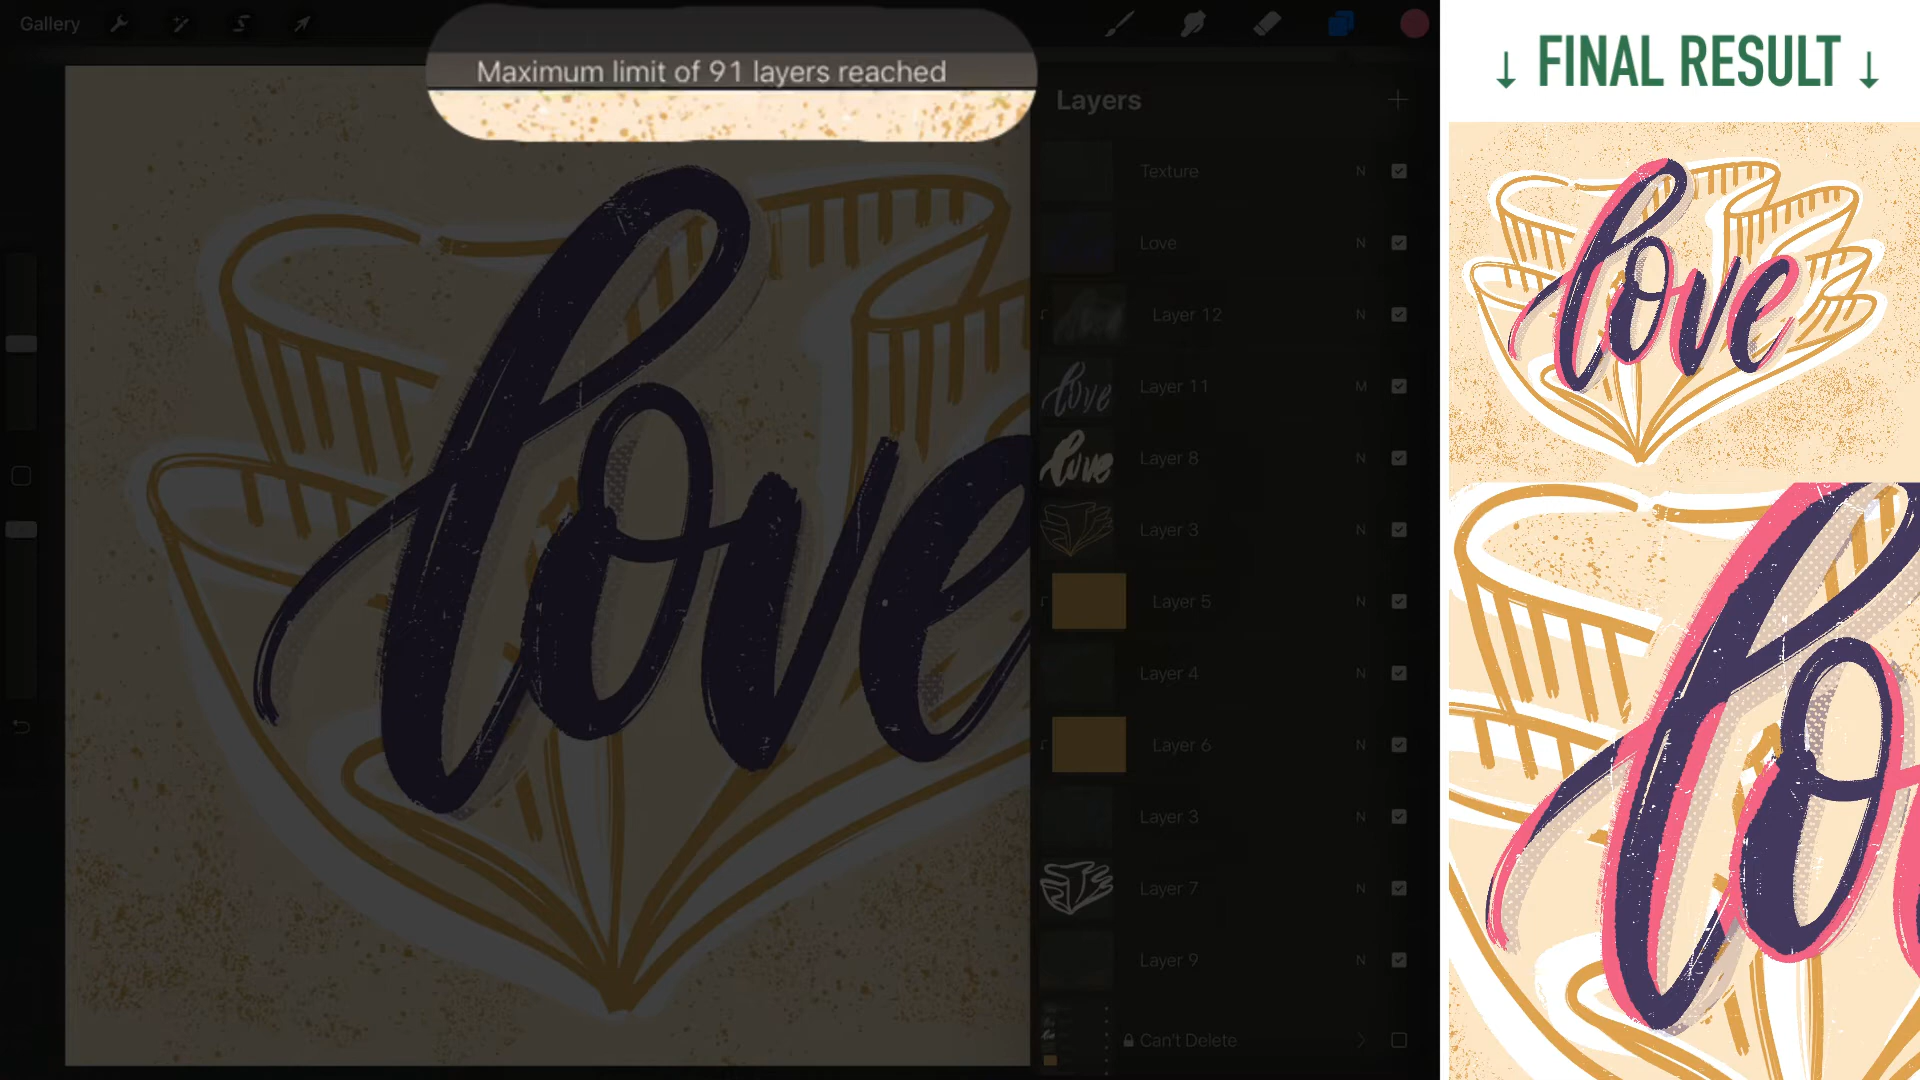 Gallery
Maximum limit of 91 layers reached
Layers
Texture N
Love N
Layer 12 N
Layer 11 M
Layer 8 N
Layer 3 N
Layer 5 N
Layer 4 N
Layer 6 N
Layer 3 N
Layer 7 N
Layer 9 N
Can't Delete
love
↓ FINAL RESULT ↓
love
lo